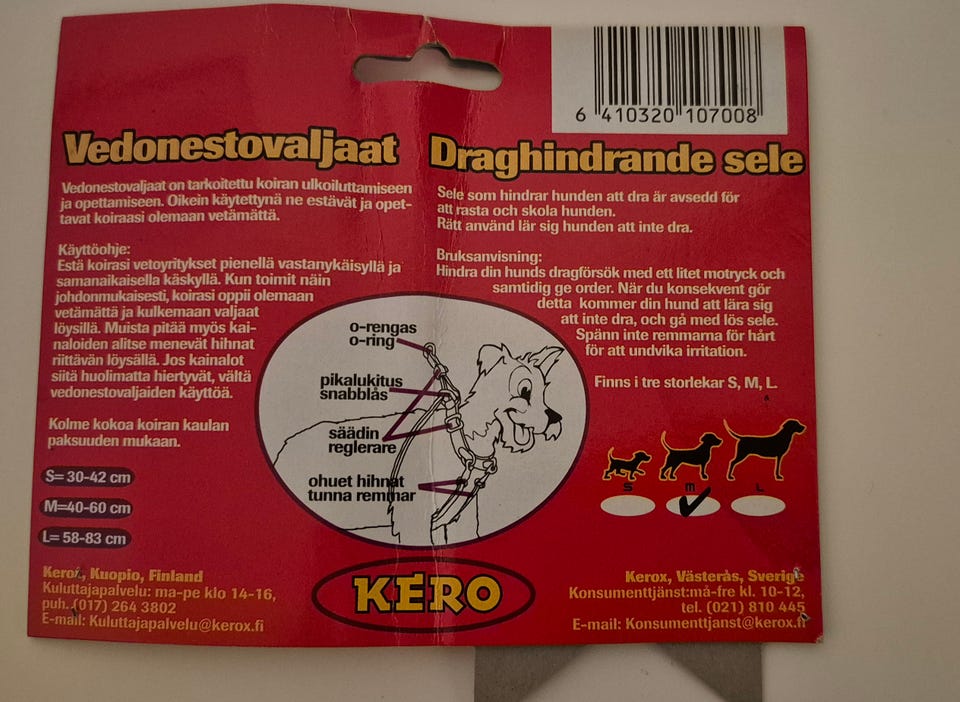 6 410320 107008
Vedonestovaljaat
Vedonestovaljaat on tarkoitettu koiran ulkoiluttamiseen
ja opettamiseen. Oikein käytettynä ne estävät ja opet-
tavat koiraasi olemaan vetämättä.
Käyttöohje:
Estä koirasi vetoyritykset pienellä vastanykäisyllä ja
samanaikaisella käskyllä. Kun toimit näin
johdonmukaisesti, koirasi oppii olemaan
vetämättä ja kulkemaan valjaat
löysillä. Muista pitää myös kai-
naloiden alitse menevät hihnat
riittävän löysällä. Jos kainalot
siitä huolimatta hiertyvät, vältä
vedonestovaljaiden käyttöä.
Kolme kokoa koiran kaulan
paksuuden mukaan.
S= 30-42 cm
M=40-60 cm
L= 58-83 cm
Kerox, Kuopio, Finland
Kuluttajapalvelu: ma-pe klo 14-16,
puh. (017) 264 3802
E-mail: Kuluttajapalvelu@kerox.fi
o-rengas
o-ring
pikalukitus
snabblås
säädin
reglerare
ohuet hihnat
tunna remmar
KERO
Draghindrande sele
Sele som hindrar hunden att dra är avsedd för
att rasta och skola hunden.
Rätt använd lär sig hunden att inte dra.
Bruksanvisning:
Hindra din hunds dragförsök med ett litet motryck och
samtidig ge order. När du konsekvent gör
detta kommer din hund att lära sig
att inte dra, och gå med lös sele.
Spänn inte remmarna för hårt
för att undvika irritation.
Finns i tre storlekar S, M, L.
S M L
Kerox, Västerås, Sverige
Konsumenttjänst:må-fre kl. 10-12,
tel. (021) 810 445
E-mail: Konsumenttjanst@kerox.fi